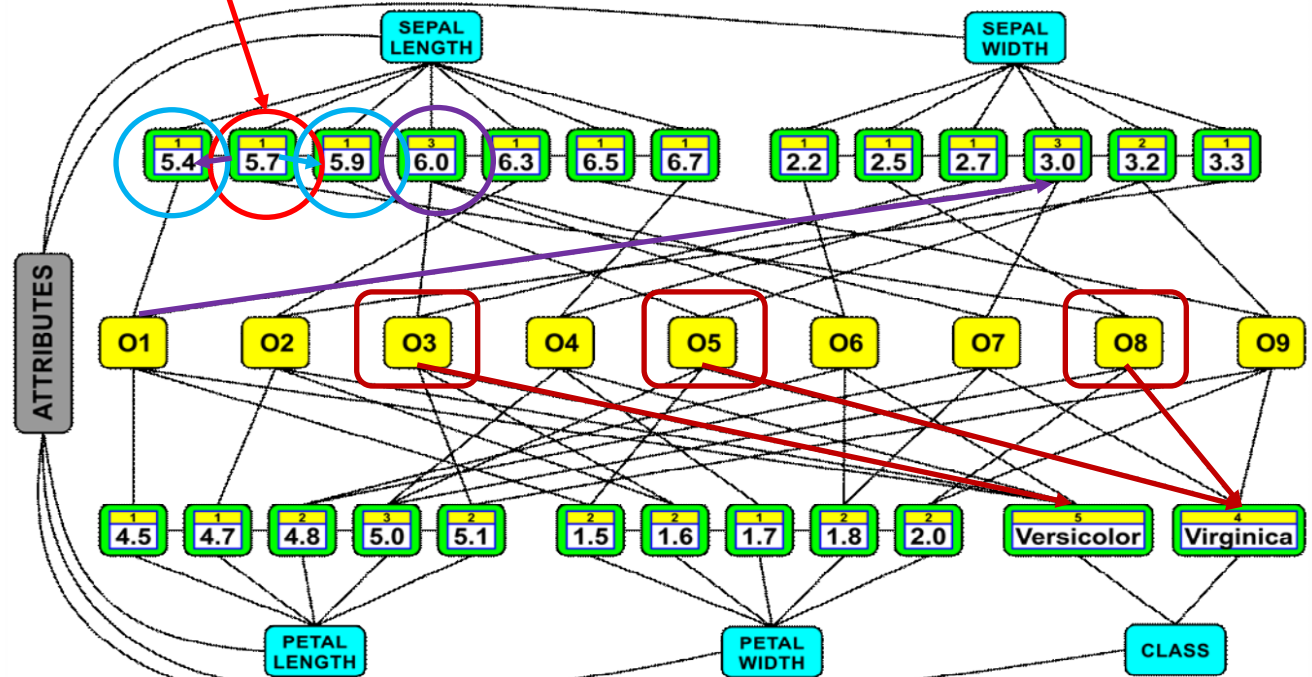 SEPAL
LENGTH
SEPAL
WIDTH
1 1 1 3 1 1 1
5.4 5.7 5.9 6.0 6.3 6.5 6.7
1 1 1 3 2 1
2.2 2.5 2.7 3.0 3.2 3.3
ATTRIBUTES
O1 O2 O3 O4 O5 O6 O7 O8 O9
1 1 2 3 2
4.5 4.7 4.8 5.0 5.1
2 2 1 2 2
1.5 1.6 1.7 1.8 2.0
5 4
Versicolor Virginica
PETAL
LENGTH
PETAL
WIDTH
CLASS